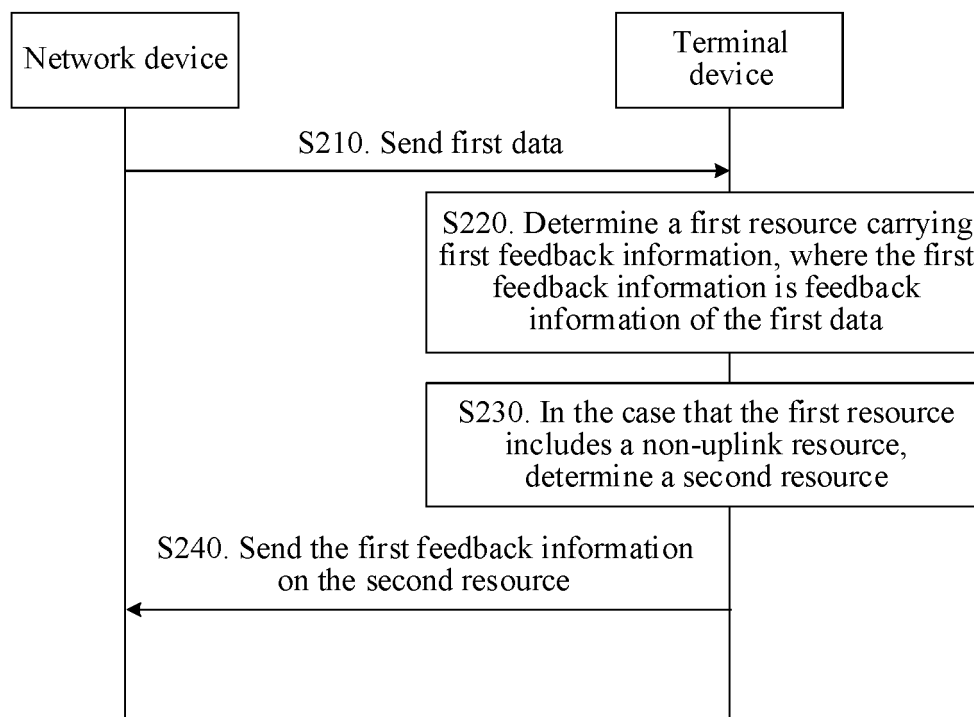 Network device
Terminal
device
S210. Send first data
S220. Determine a first resource carrying
first feedback information, where the first
feedback information is feedback
information of the first data
S230. In the case that the first resource
includes a non-uplink resource,
determine a second resource
S240. Send the first feedback information
on the second resource